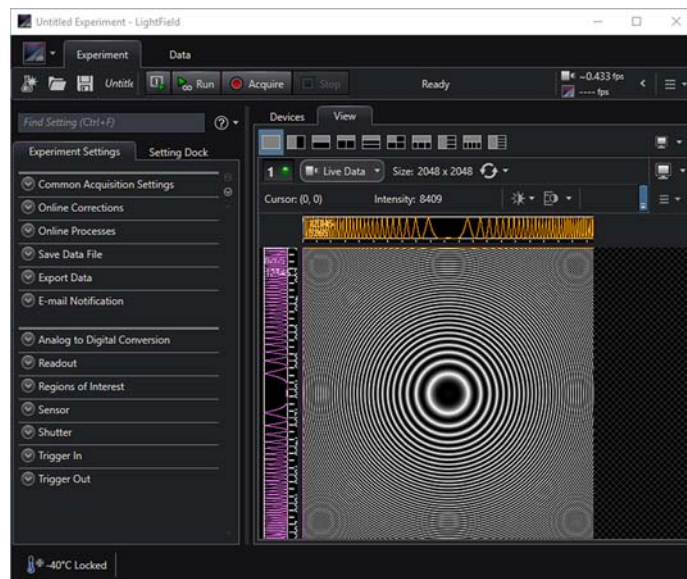 Untitled Experiment - LightField
Experiment Data
Untitle Run Acquire Stop Ready ~0.433 fps
---- fps
Find Setting (Ctrl+F)
Experiment Settings Setting Dock
Common Acquisition Settings
Online Corrections
Online Processes
Save Data File
Export Data
E-mail Notification
Analog to Digital Conversion
Readout
Regions of Interest
Sensor
Shutter
Trigger In
Trigger Out
Devices View
1 Live Data Size: 2048 x 2048
Cursor: (0, 0) Intensity: 8409
-40°C Locked